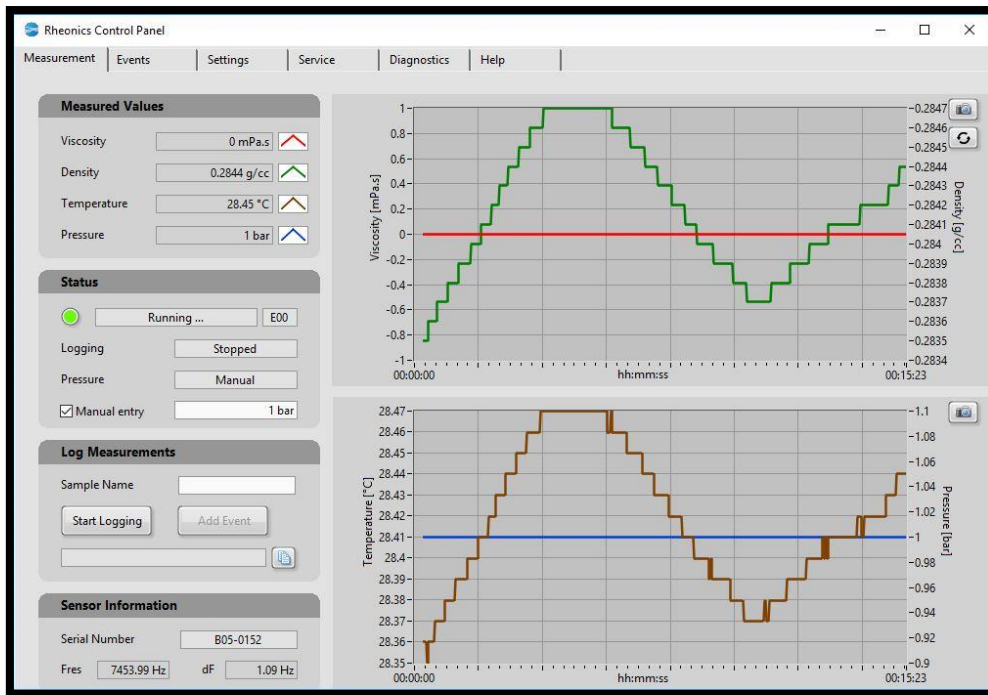 Rheonics Control Panel
Measurement Events Settings Service Diagnostics Help
Measured Values
Viscosity 0 mPa.s
Density 0.2844 g/cc
Temperature 28.45 °C
Pressure 1 bar
Status
Running ... E00
Logging Stopped
Pressure Manual
Manual entry 1 bar
Log Measurements
Sample Name
Start Logging Add Event
Sensor Information
Serial Number B05-0152
Fres 7453.99 Hz dF 1.09 Hz
Viscosity [mPa.s]
1
0.8
0.6
0.4
0.2
0
-0.2
-0.4
-0.6
-0.8
-1
00:00:00 hh:mm:ss 00:15:23
0.2847
0.2846
0.2845
0.2844
0.2843
0.2842
0.2841
0.284
0.2839
0.2838
0.2837
0.2836
0.2835
0.2834
Density [g/cc]
Temperature [°C]
28.47
28.46
28.45
28.44
28.43
28.42
28.41
28.4
28.39
28.38
28.37
28.36
28.35
00:00:00 hh:mm:ss 00:15:23
1.1
1.08
1.06
1.04
1.02
1
0.98
0.96
0.94
0.92
0.9
Pressure [bar]